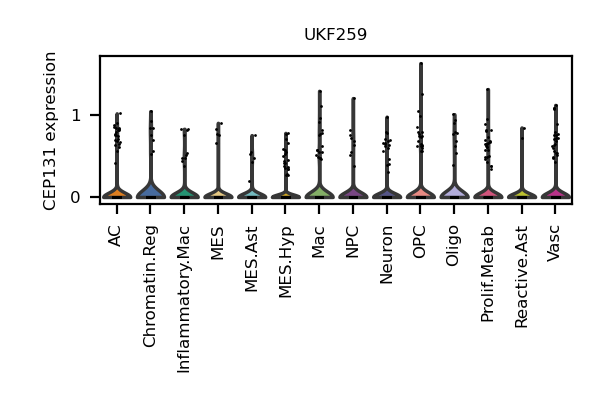 UKF259
CEP131 expression
1
0
AC
Chromatin.Reg
Inflammatory.Mac
MES
MES.Ast
MES.Hyp
Mac
NPC
Neuron
OPC
Oligo
Prolif.Metab
Reactive.Ast
Vasc